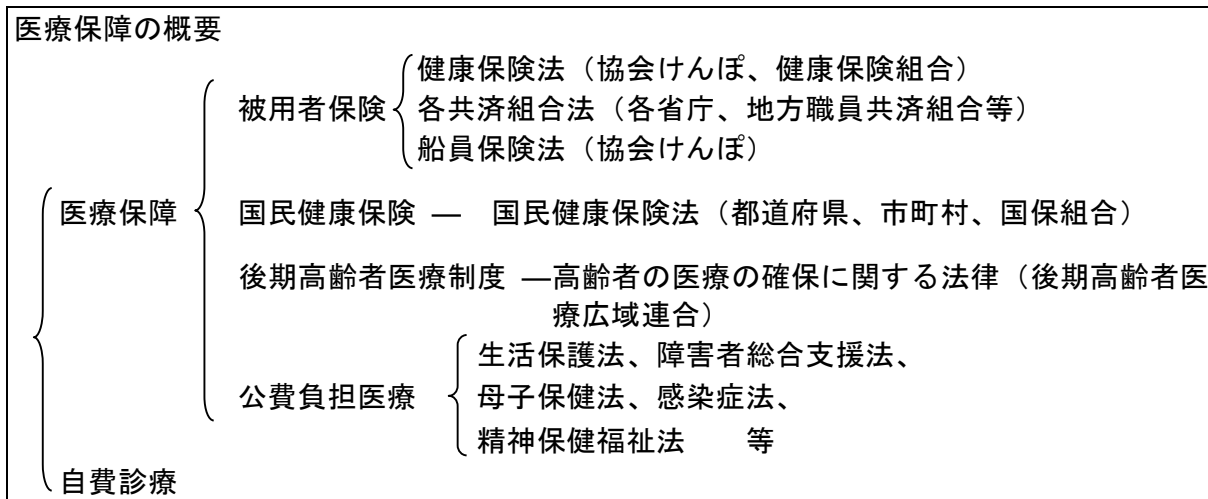 医療保障の概要
健康保険法（協会けんぽ、健康保険組合）
被用者保険 各共済組合法（各省庁、地方職員共済組合等）
船員保険法（協会けんぽ）
医療保障 国民健康保険 ― 国民健康保険法（都道府県、市町村、国保組合）
後期高齢者医療制度 ―高齢者の医療の確保に関する法律（後期高齢者医
療広域連合）
生活保護法、障害者総合支援法、
公費負担医療 母子保健法、感染症法、
精神保健福祉法　　等
自費診療